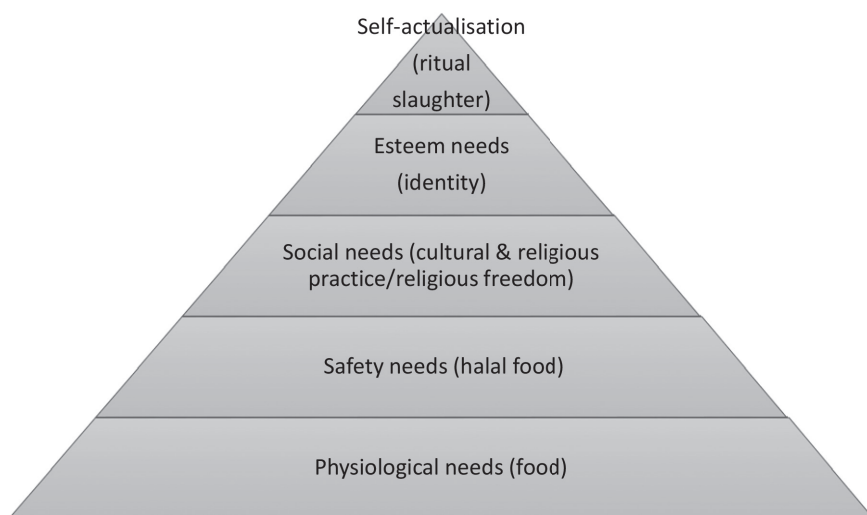 Self-actualisation
(ritual
slaughter)
Esteem needs
(identity)
Social needs (cultural & religious
practice/religious freedom)
Safety needs (halal food)
Physiological needs (food)